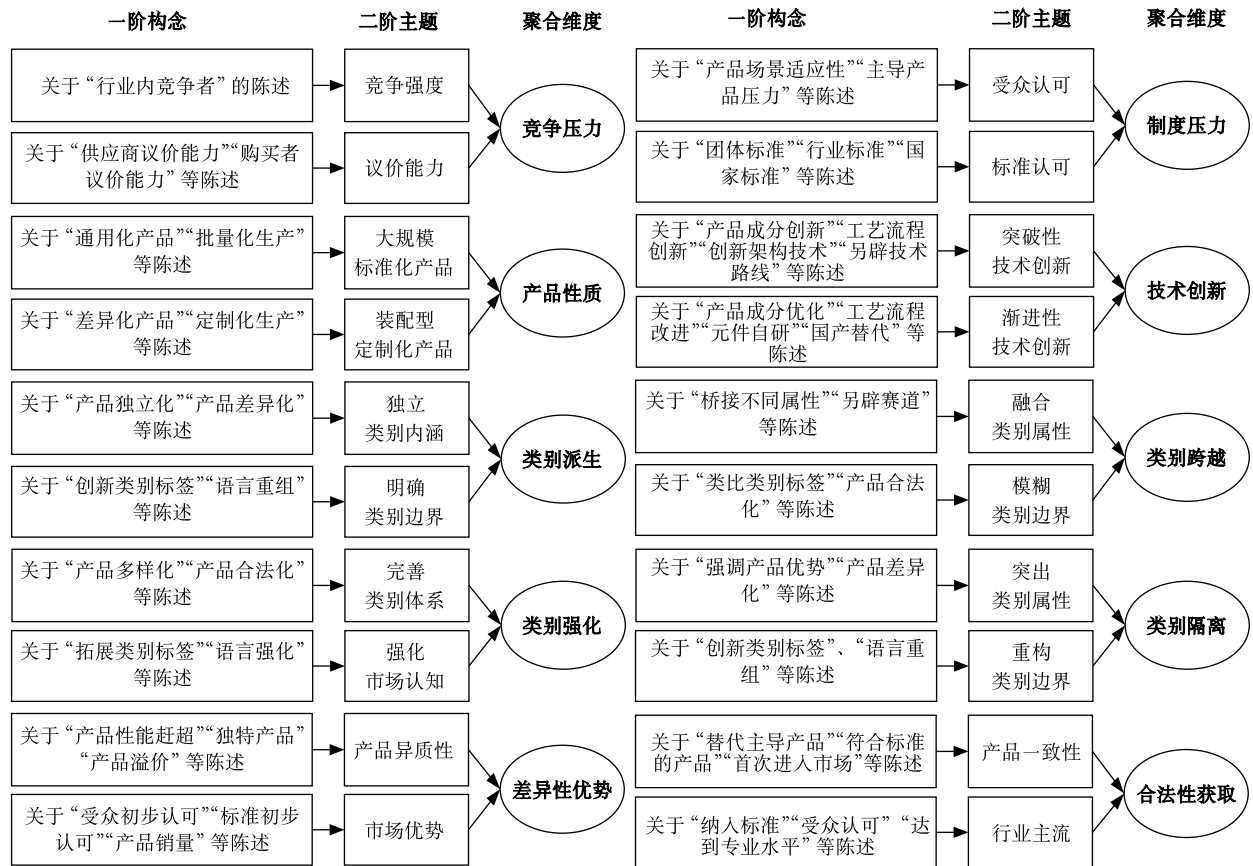 一阶构念
二阶主题
聚合维度
关于“行业内竞争者”的陈述
竞争强度
竞争压力
关于“供应商议价能力”“购买者
议价能力”等陈述
议价能力
关于“通用化产品”“批量化生产”
等陈述
大规模
标准化产品
产品性质
关于“差异化产品”“定制化生产”
等陈述
装配型
定制化产品
关于“产品独立化”“产品差异化”
等陈述
独立
类别内涵
类别派生
关于“创新类别标签”“语言重组”
等陈述
明确
类别边界
关于“产品多样化”“产品合法化”
等陈述
完善
类别体系
类别强化
关于“拓展类别标签”“语言强化”
等陈述
强化
市场认知
关于“产品性能赶超”“独特产品”
“产品溢价”等陈述
产品异质性
差异性优势
关于“受众初步认可”“标准初步
认可”“产品销量”等陈述
市场优势
一阶构念
二阶主题
聚合维度
关于“产品场景适应性”“主导产
品压力”等陈述
受众认可
制度压力
关于“团体标准”“行业标准”“国
家标准”等陈述
标准认可
关于“产品成分创新”“工艺流程
创新”“创新架构技术”“另辟技术
路线”等陈述
突破性
技术创新
技术创新
关于“产品成分优化”“工艺流程
改进”“元件自研”“国产替代”等
陈述
渐进性
技术创新
关于“桥接不同属性”“另辟赛道”
等陈述
融合
类别属性
类别跨越
关于“类比类别标签”“产品合法
化”等陈述
模糊
类别边界
关于“强调产品优势”“产品差异
化”等陈述
突出
类别属性
类别隔离
关于“创新类别标签”、“语言重
组”等陈述
重构
类别边界
关于“替代主导产品”“符合标准
的产品”“首次进入市场”等陈述
产品一致性
合法性获取
关于“纳入标准”“受众认可”“达
到专业水平”等陈述
行业主流